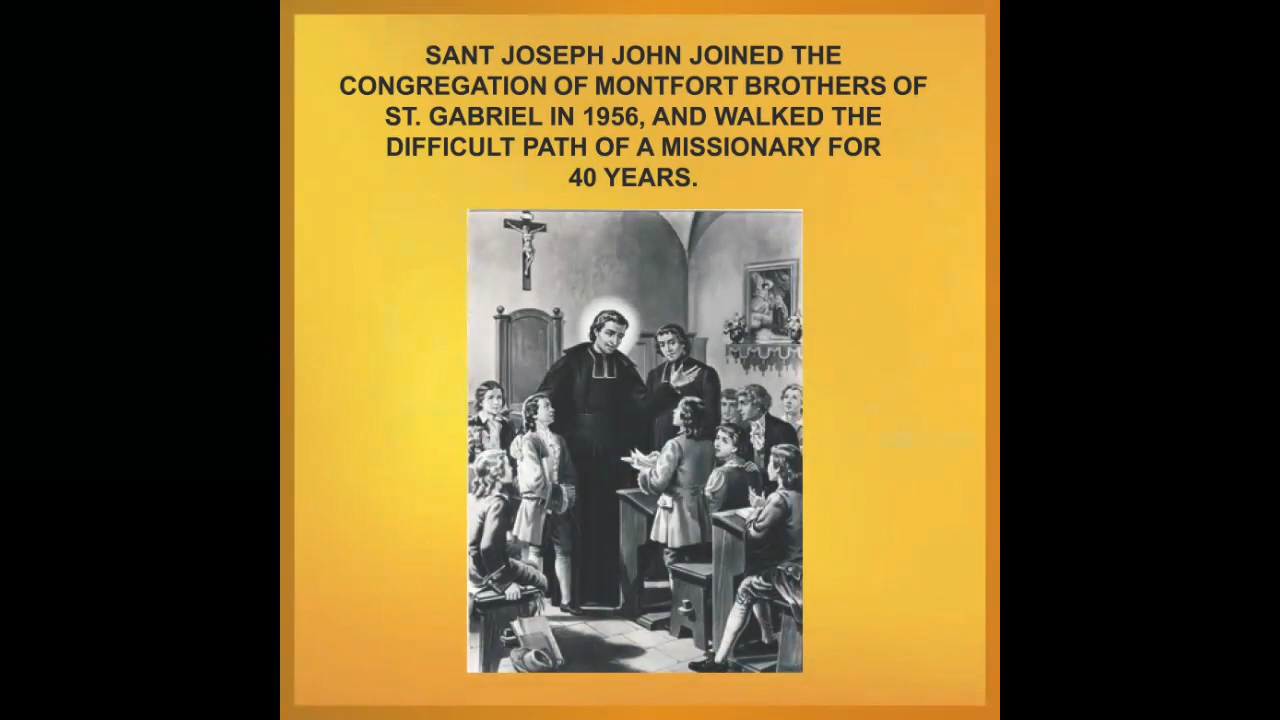 SANT JOSEPH JOHN JOINED THE
CONGREGATION OF MONTFORT BROTHERS OF
ST. GABRIEL IN 1956, AND WALKED THE
DIFFICULT PATH OF A MISSIONARY FOR
40 YEARS.